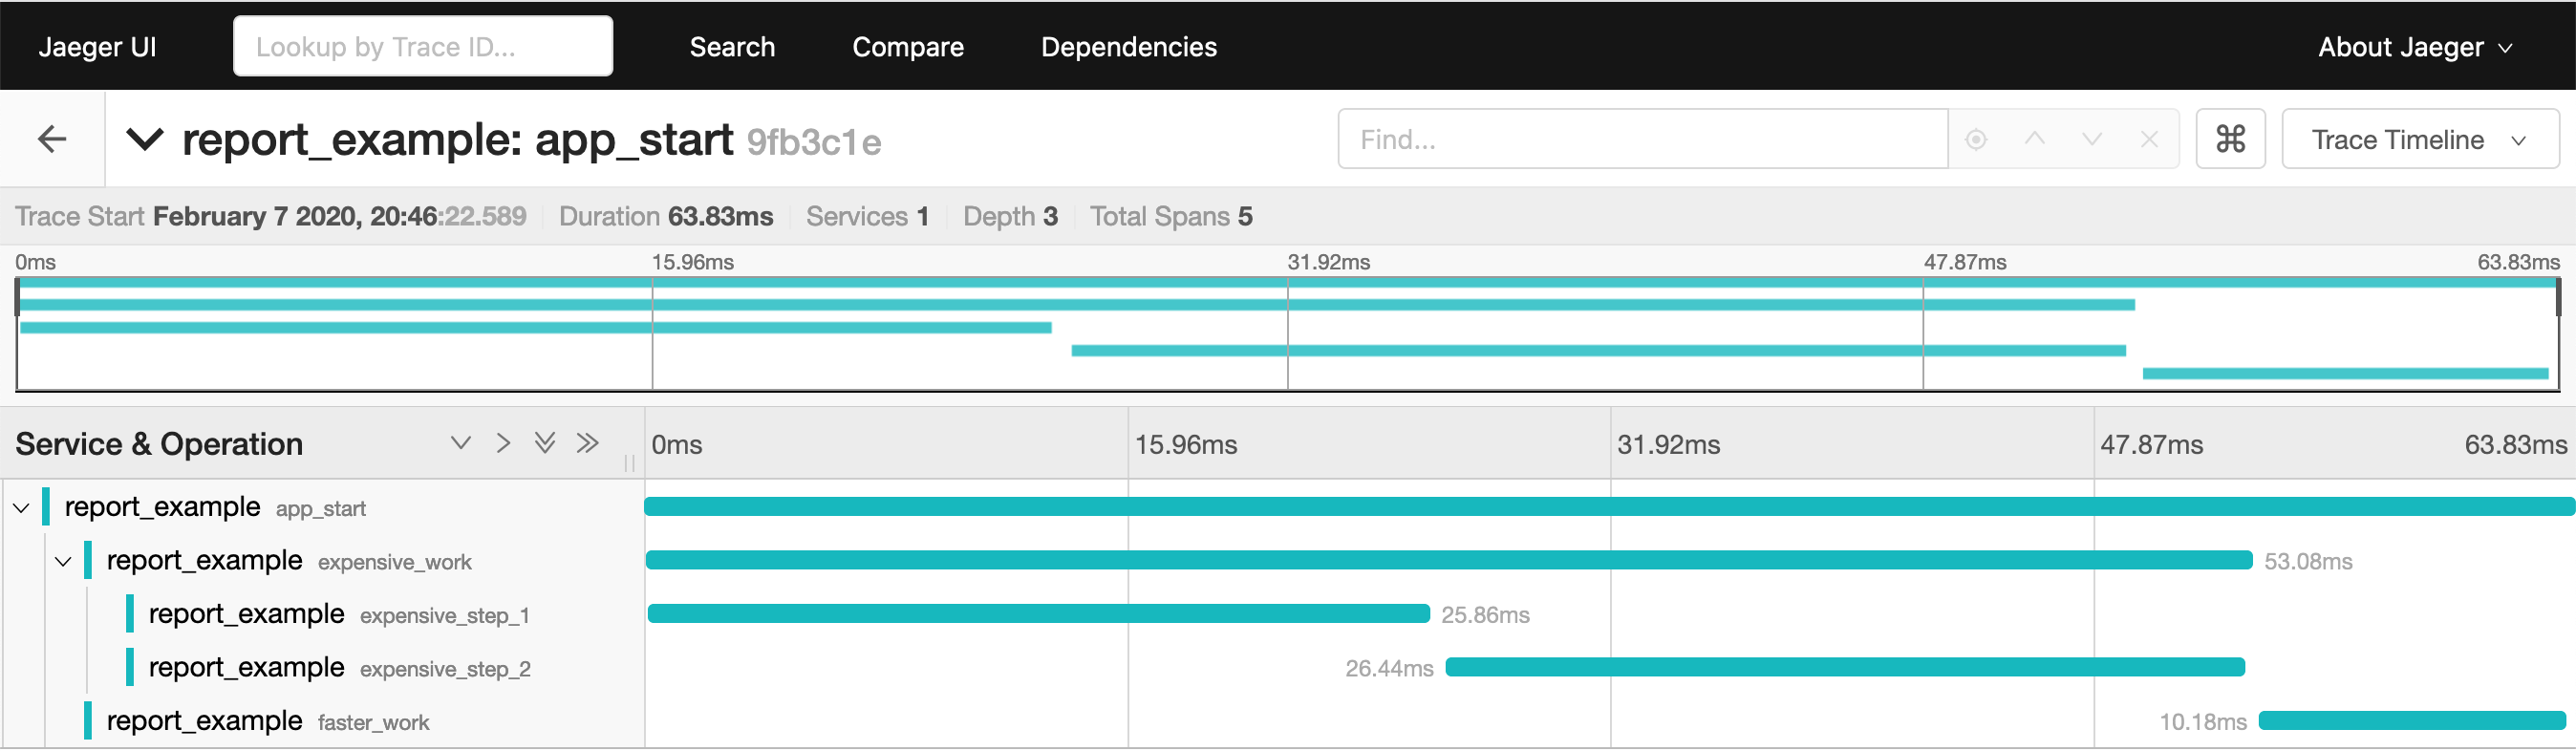 Jaeger UI Lookup by Trace ID... Search Compare Dependencies About Jaeger
report_example: app_start 9fb3c1e Find... ⌘ Trace Timeline
Trace Start February 7 2020, 20:46:22.589 Duration 63.83ms Services 1 Depth 3 Total Spans 5
0ms 15.96ms 31.92ms 47.87ms 63.83ms
Service & Operation 0ms 15.96ms 31.92ms 47.87ms 63.83ms
report_example app_start
report_example expensive_work 53.08ms
report_example expensive_step_1 25.86ms
report_example expensive_step_2 26.44ms
report_example faster_work 10.18ms